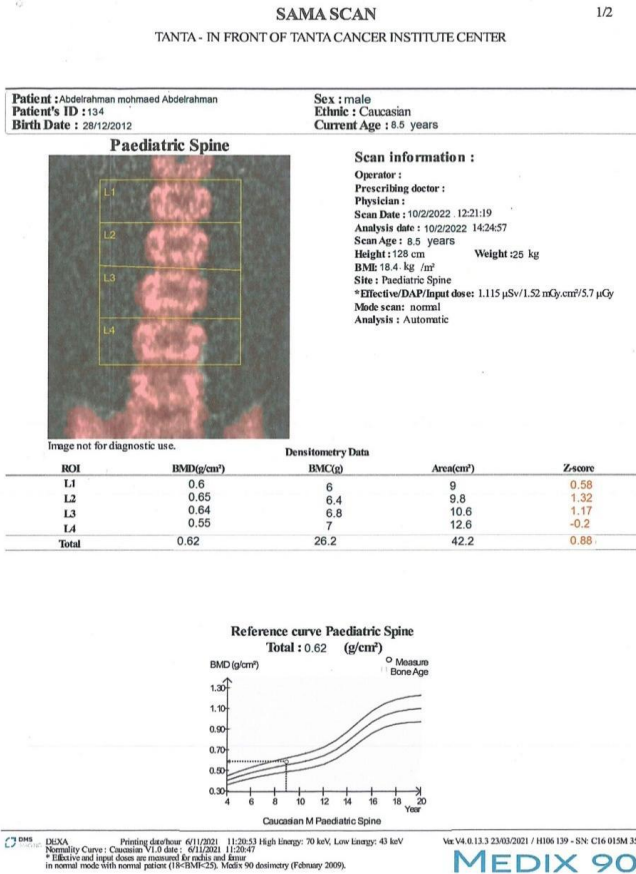 SAMA SCAN
1/2
TANTA - IN FRONT OF TANTA CANCER INSTITUTE CENTER
Patient : Abdelrahman mohmaed Abdelrahman
Sex : male
Patient's ID : 134
Ethnic : Caucasian
Birth Date : 28/12/2012
Current Age : 8.5 years
Paediatric Spine
L1
L2
L3
L4
Image not for diagnostic use.
Scan information :
Operator :
Prescribing doctor :
Physician :
Scan Date : 10/2/2022 12:21:19
Analysis date : 10/2/2022 14:24:57
Scan Age : 8.5 years
Height : 128 cm Weight :25 kg
BMI: 18.4 kg /m²
Site : Paediatric Spine
*Effective/DAP/Input dose: 1.115 µSv/1.52 mGy.cm²/5.7 µGy
Mode scan: normal
Analysis : Automatic
Densitometry Data
ROI BMD(g/cm²) BMC(g) Area(cm²) Z-score
L1 0.6 6 9 0.58
L2 0.65 6.4 9.8 1.32
L3 0.64 6.8 10.6 1.17
L4 0.55 7 12.6 -0.2
Total 0.62 26.2 42.2 0.88
Reference curve Paediatric Spine
Total : 0.62 (g/cm²)
BMD (g/cm²)
Measure
Bone Age
1.30
1.10
0.90
0.70
0.50
0.30
4 6 8 10 12 14 16 18 20
Year
Caucasian M Paediatric Spine
DMS
DEXA Printing date/hour 6/11/2021 11:20:53 High Energy: 70 keV, Low Energy: 43 keV
Normality Curve : Caucasian V1.0 date : 6/11/2021 11:20:47
* Effective and input doses are measured for rachis and femur
in normal mode with normal patient (18<BMI<25). Medix 90 dosimetry (February 2009).
Ver V4.0.13.3 23/03/2021 / H106 139 - SN: C16 015M 35
MEDIX 90